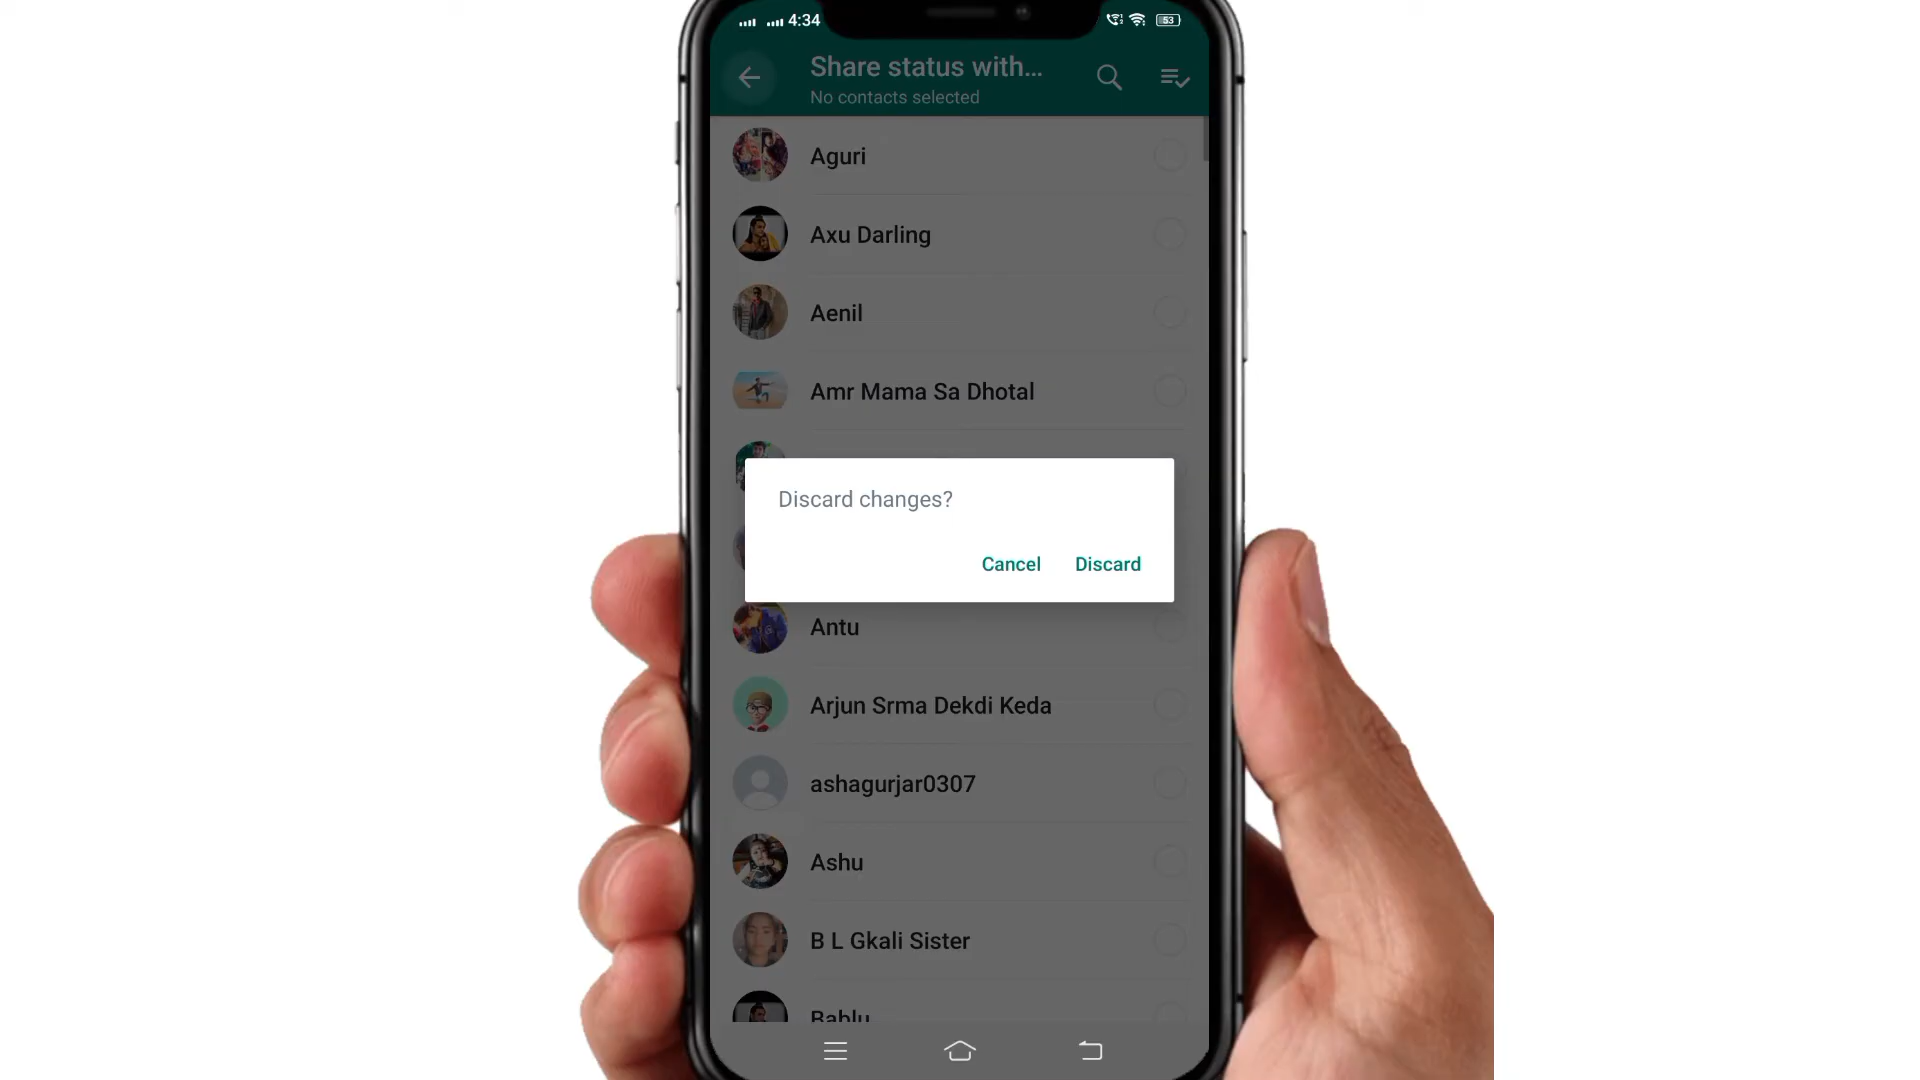 4:34
53
Share status with...
No contacts selected
Aguri
Axu Darling
Aenil
Amr Mama Sa Dhotal
Discard changes?
Cancel Discard
Antu
Arjun Srma Dekdi Keda
ashagurjar0307
Ashu
B L Gkali Sister
Bablu